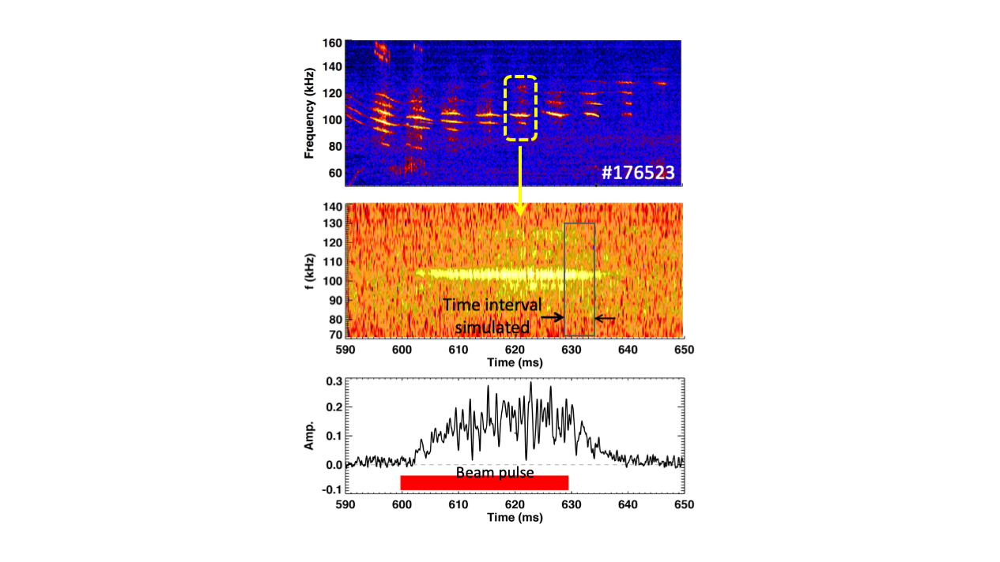 160
140
120
100
80
60
Frequency (kHz)
#176523
140
130
120
110
100
90
80
70
f (kHz)
Time interval
simulated
590 600 610 620 630 640 650
Time (ms)
0.3
0.2
0.1
0.0
-0.1
Amp.
Beam pulse
590 600 610 620 630 640 650
Time (ms)